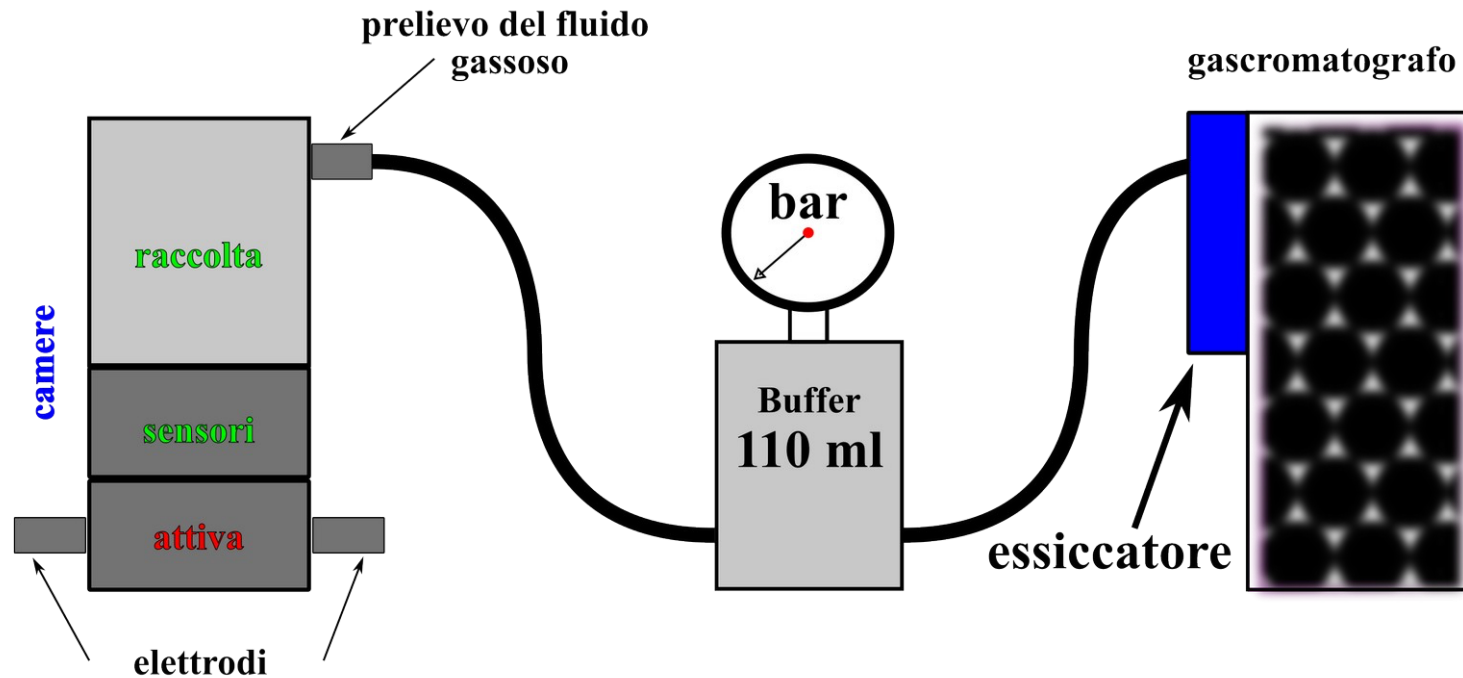 prelievo del fluido
gassoso
gascromatografo
bar
raccolta
camere
sensori
Buffer
110 ml
attiva
essiccatore
elettrodi